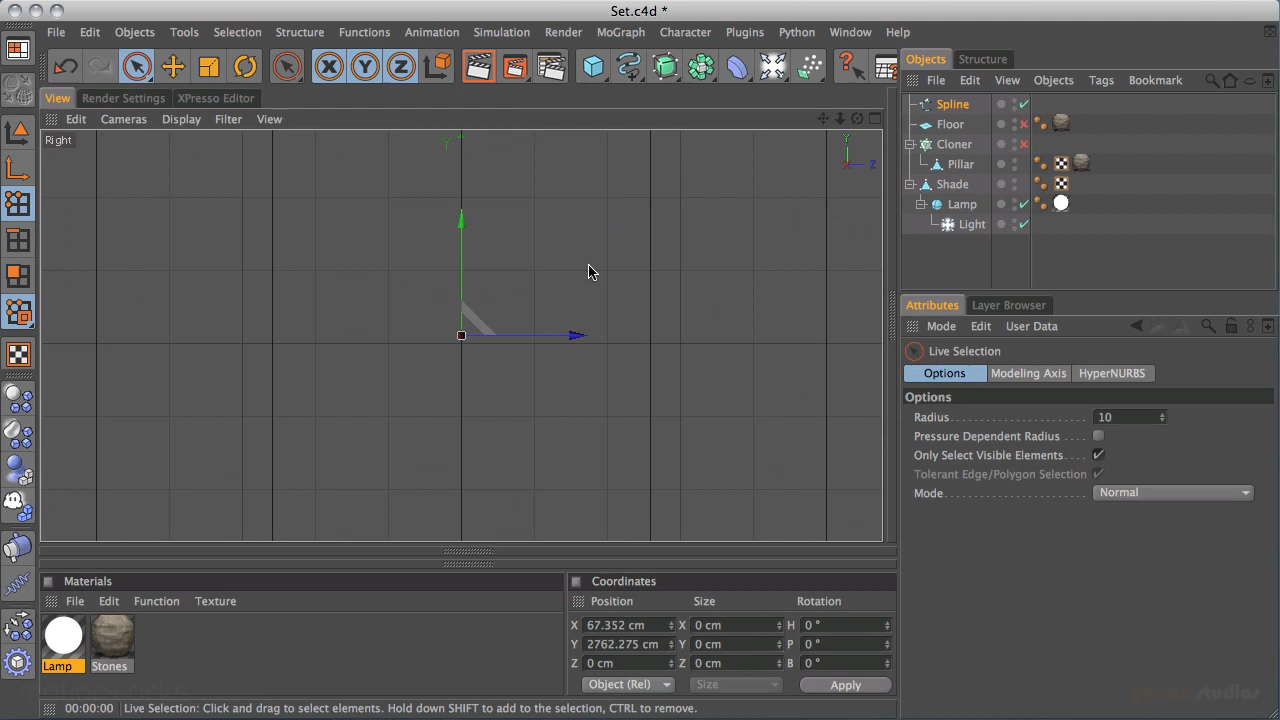 Set.c4d *
File Edit Objects Tools Selection Structure Functions Animation Simulation Render MoGraph Character Plugins Python Window Help
View Render Settings XPresso Editor
Edit Cameras Display Filter View
Right
Y
Y
Z
Objects Structure
File Edit View Objects Tags Bookmark
Spline
Floor
Cloner
Pillar
Shade
Lamp
Light
Attributes Layer Browser
Mode Edit User Data
Live Selection
Options Modeling Axis HyperNURBS
Options
Radius 10
Pressure Dependent Radius
Only Select Visible Elements
Tolerant Edge/Polygon Selection
Mode Normal
Materials
File Edit Function Texture
Lamp Stones
Coordinates
Position Size Rotation
X 67.352 cm X 0 cm H 0 °
Y 2762.275 cm Y 0 cm P 0 °
Z 0 cm Z 0 cm B 0 °
Object (Rel) Size Apply
00:00:00 Live Selection: Click and drag to select elements. Hold down SHIFT to add to the selection, CTRL to remove.